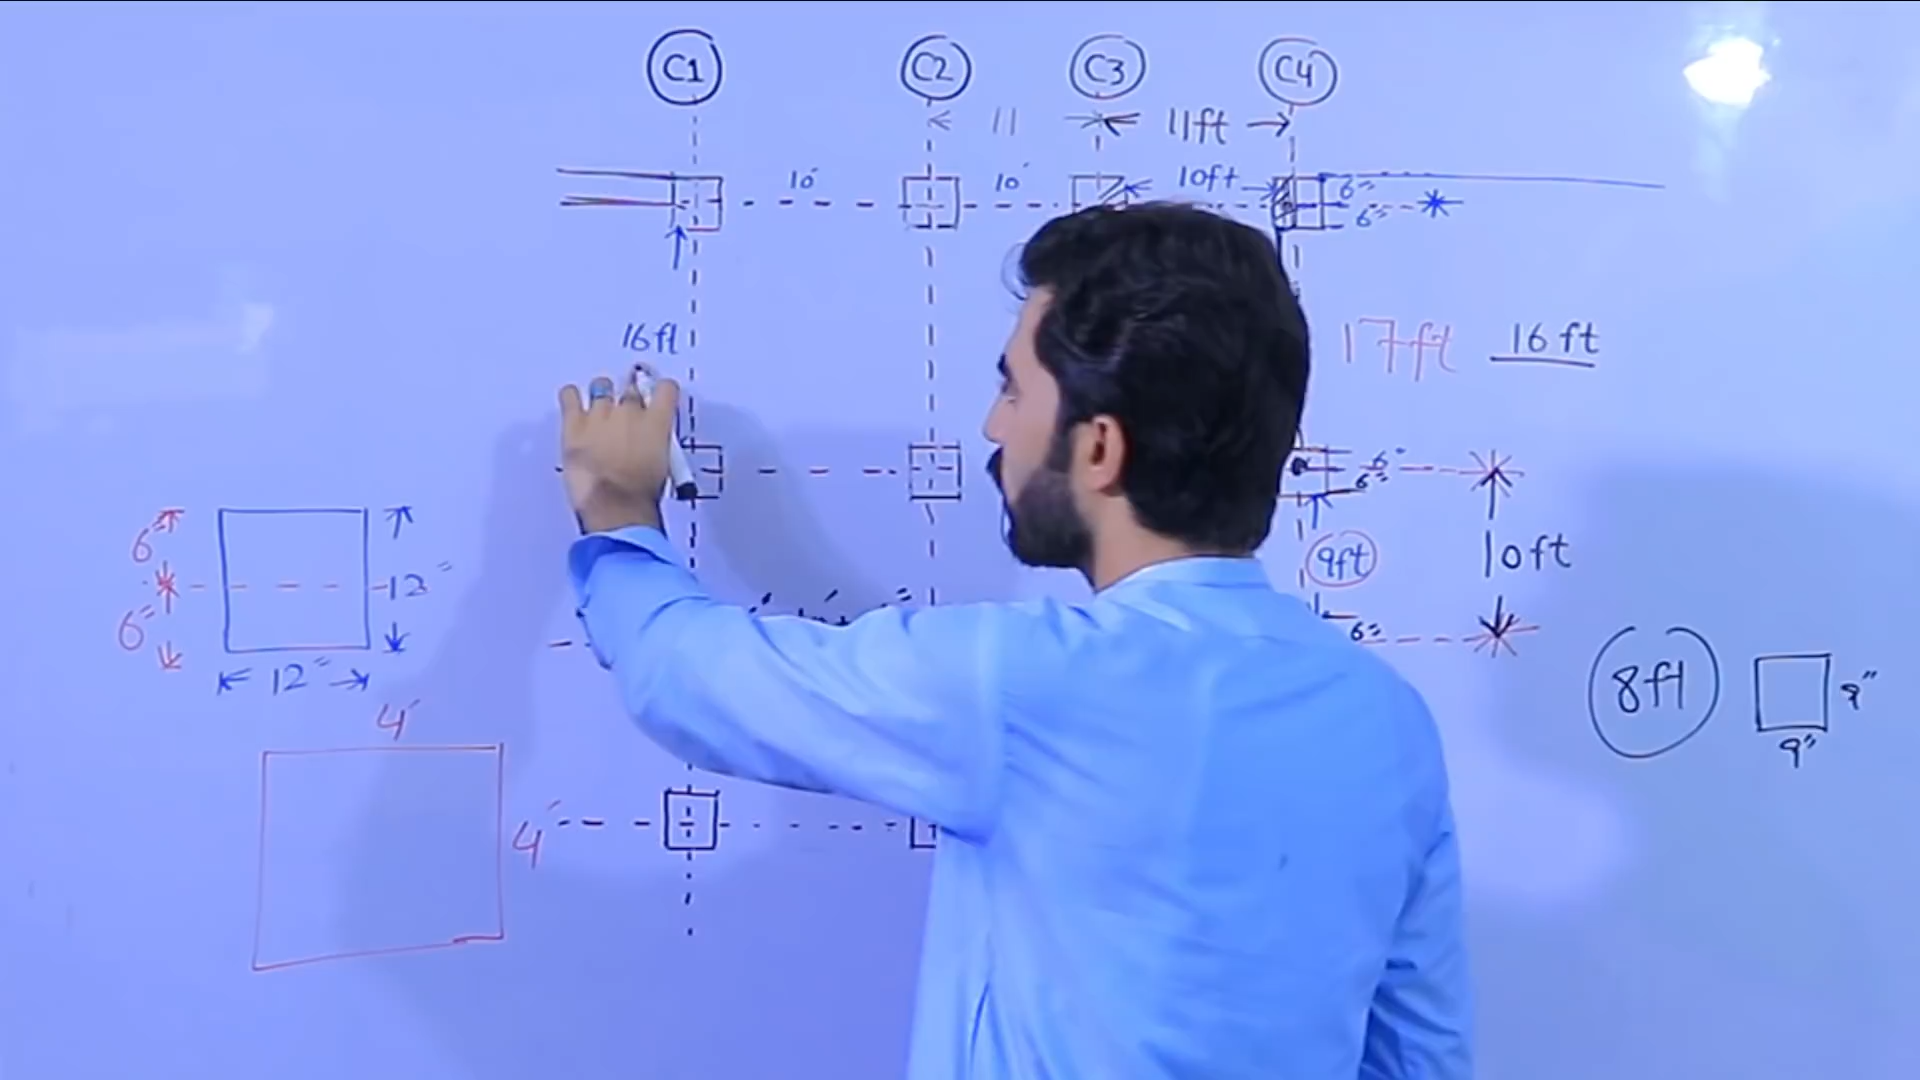 C1 C2 C3 C4
11 11ft
10' 10' 10ft 6"
6"
16ft 17ft 16 ft
6"
6"
6" 9ft 10ft
12"
6" 6"
12" 8ft 9"
4' 9"
4'